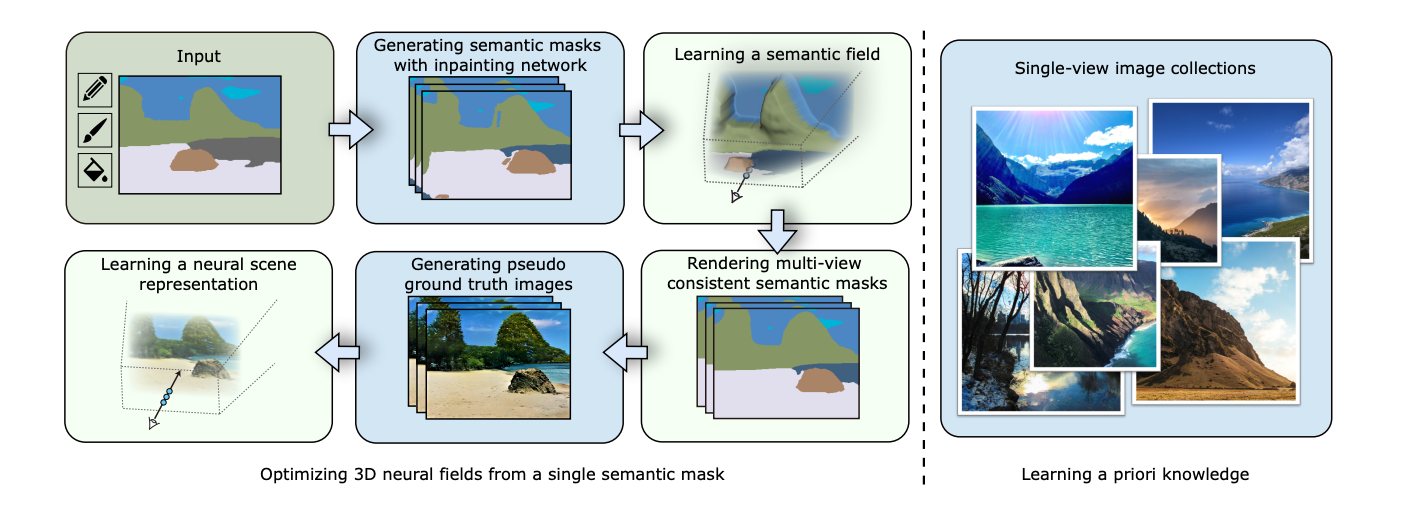 Input
Generating semantic masks
with inpainting network
Learning a semantic field
Single-view image collections
Learning a neural scene
representation
Generating pseudo
ground truth images
Rendering multi-view
consistent semantic masks
Optimizing 3D neural fields from a single semantic mask
Learning a priori knowledge